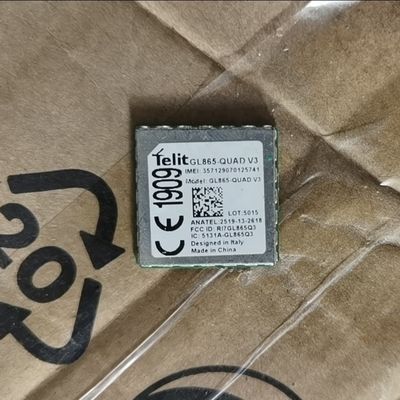 Telit GL865-QUAD V3
IMEI: 357129070125741
Model: GL865-QUAD V3
CE 1909
LOT:5015
ANATEL: 2519-13-2618
FCC ID: RI7GL865Q3
IC: 5131A-GL865Q3
Designed in Italy
Made in China
20